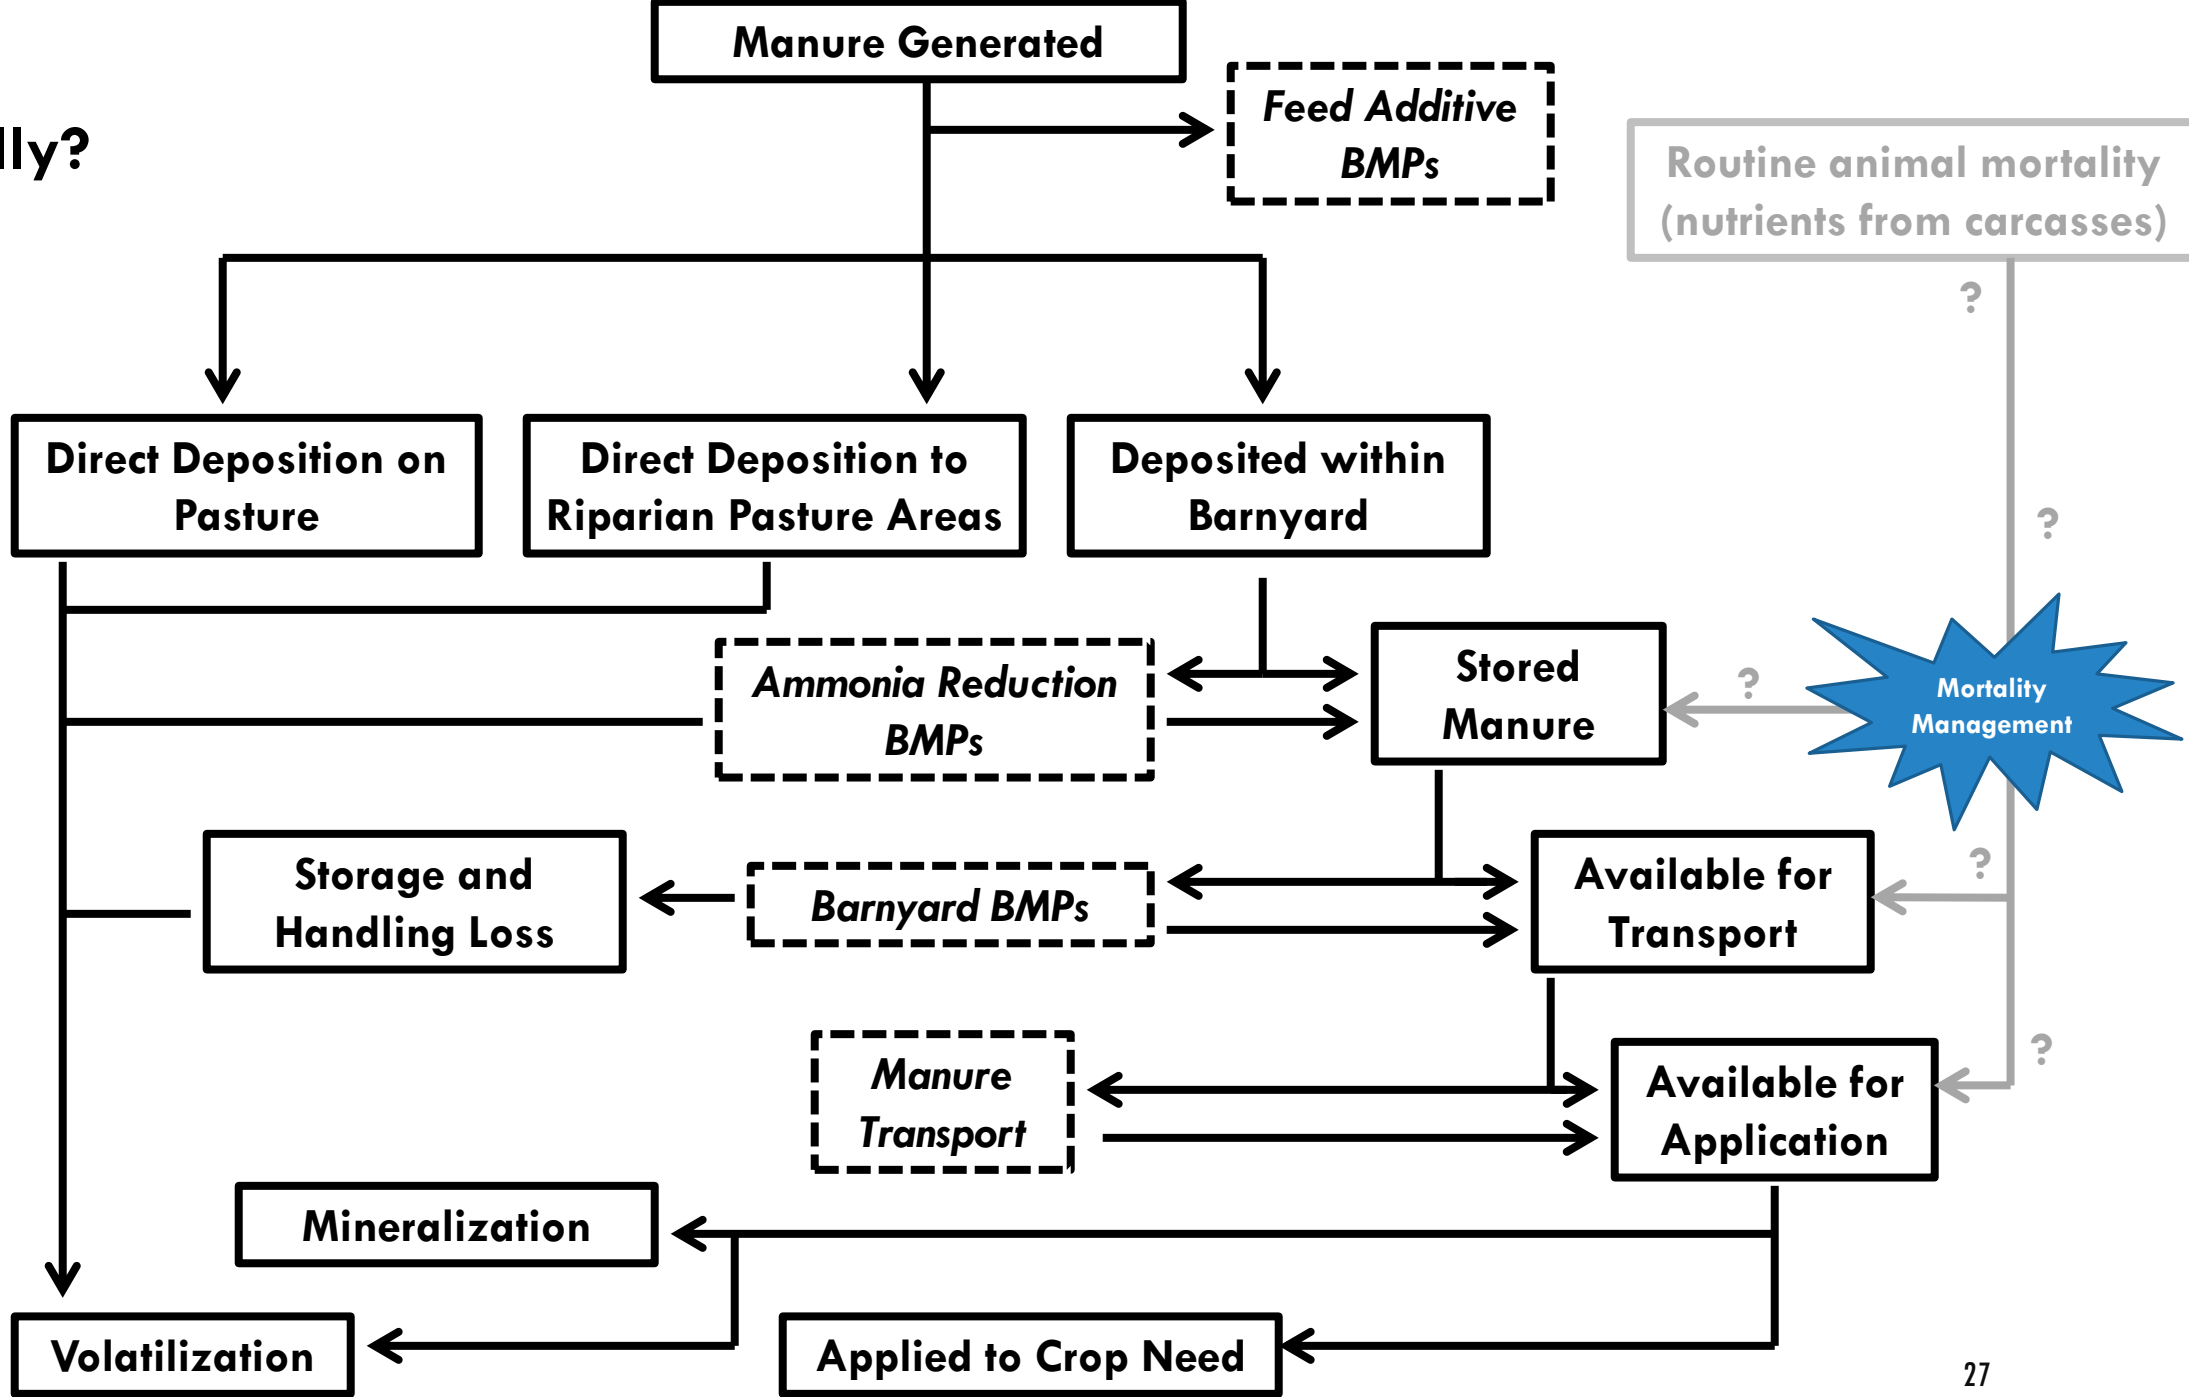 Manure Generated
Feed Additive
BMPs
lly?
Routine animal mortality
(nutrients from carcasses)
?
Direct Deposition on
Pasture
Direct Deposition to
Riparian Pasture Areas
Deposited within
Barnyard
?
Ammonia Reduction
BMPs
Stored
Manure
?
Mortality
Management
Storage and
Handling Loss
Barnyard BMPs
Available for
Transport
?
Manure
Transport
Available for
Application
?
Mineralization
Volatilization
Applied to Crop Need
27